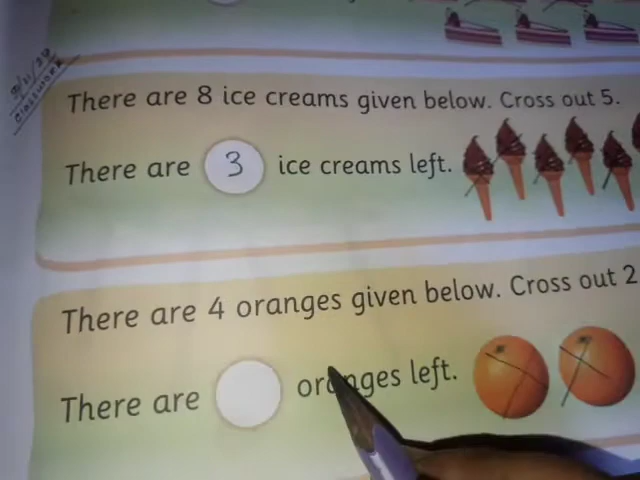 classwork
There are 8 ice creams given below. Cross out 5.
There are 3 ice creams left.
There are 4 oranges given below. Cross out 2
There are oranges left.